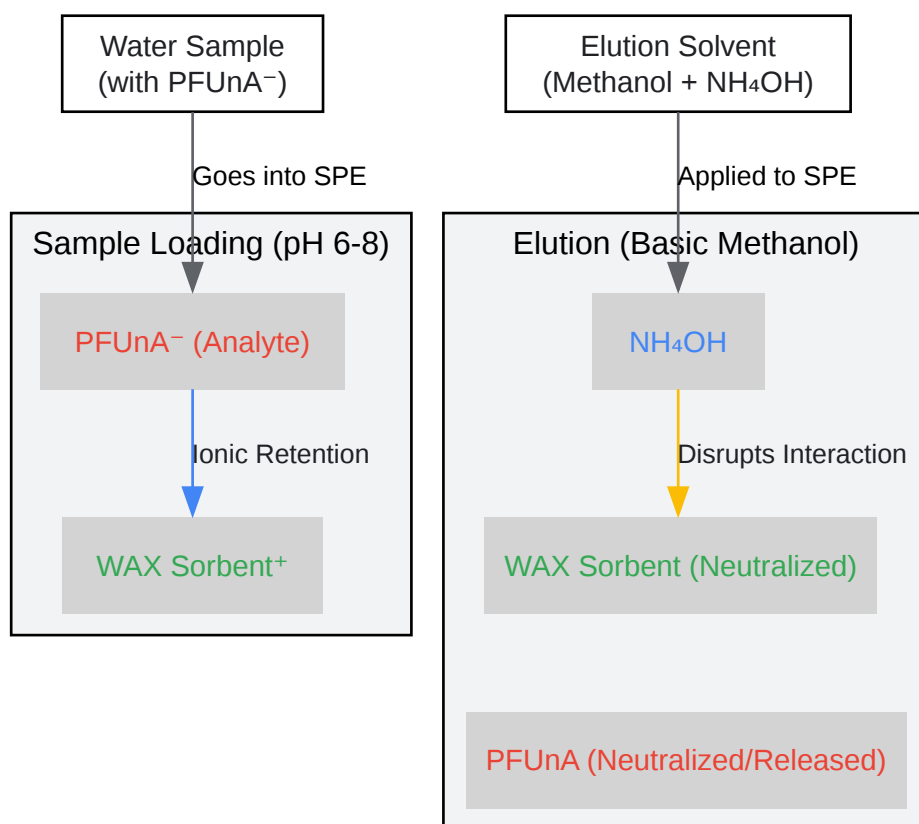 Water Sample
(with PFUnA⁻)
Goes into SPE
Sample Loading (pH 6-8)
PFUnA⁻ (Analyte)
Ionic Retention
WAX Sorbent⁺
Elution Solvent
(Methanol + NH₄OH)
Applied to SPE
Elution (Basic Methanol)
NH₄OH
Disrupts Interaction
WAX Sorbent (Neutralized)
PFUnA (Neutralized/Released)